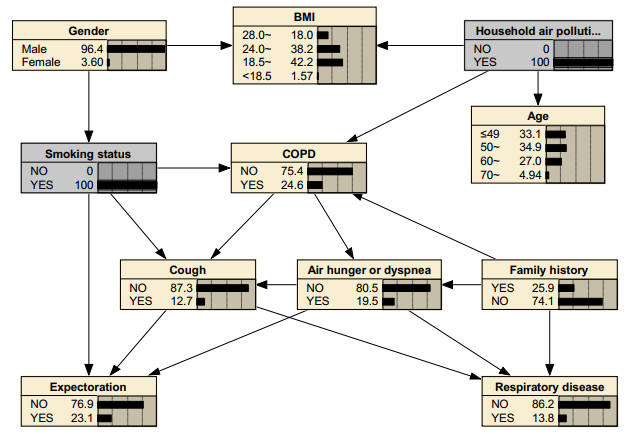 Gender
Male 96.4
Female 3.60
BMI
28.0~ 18.0
24.0~ 38.2
18.5~ 42.2
<18.5 1.57
Household air polluti...
NO 0
YES 100
Age
≤49 33.1
50~ 34.9
60~ 27.0
70~ 4.94
Smoking status
NO 0
YES 100
COPD
NO 75.4
YES 24.6
Cough
NO 87.3
YES 12.7
Air hunger or dyspnea
NO 80.5
YES 19.5
Family history
YES 25.9
NO 74.1
Expectoration
NO 76.9
YES 23.1
Respiratory disease
NO 86.2
YES 13.8